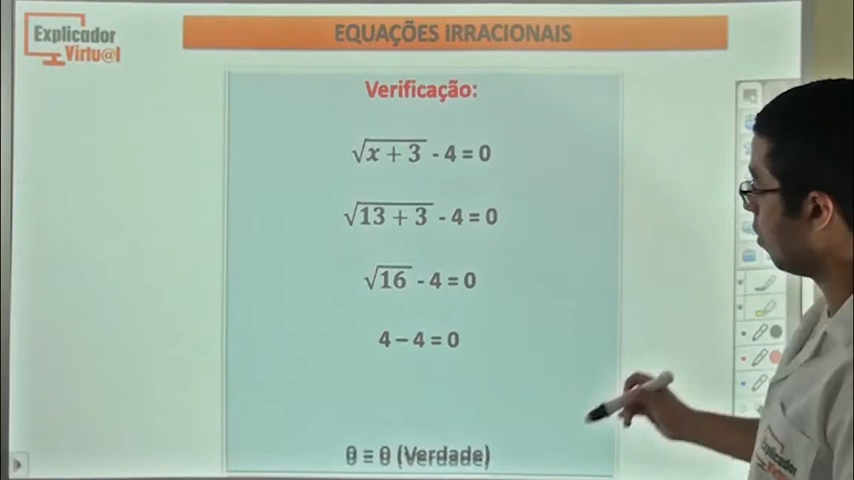 Explicador
Virtu@l
EQUAÇÕES IRRACIONAIS
Verificação:
√x + 3 - 4 = 0
√13 + 3 - 4 = 0
√16 - 4 = 0
4 – 4 = 0
0 = 0 (Verdade)
Explicador